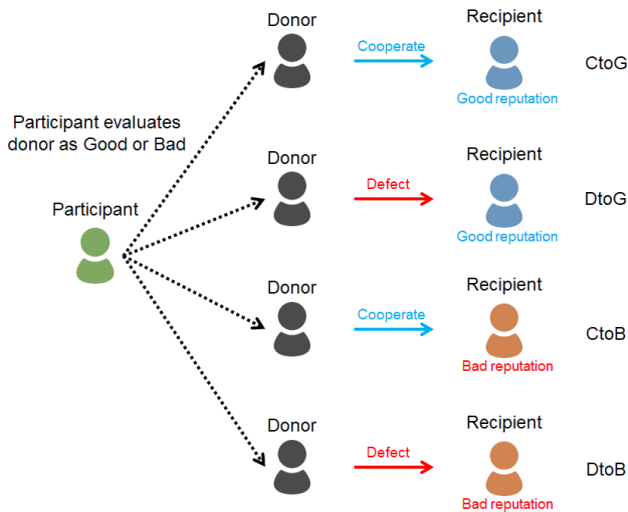 Donor
Recipient
Cooperate
CtoG
Good reputation
Participant evaluates
donor as Good or Bad
Donor
Recipient
Defect
DtoG
Good reputation
Participant
Donor
Recipient
Cooperate
CtoB
Bad reputation
Donor
Recipient
Defect
DtoB
Bad reputation